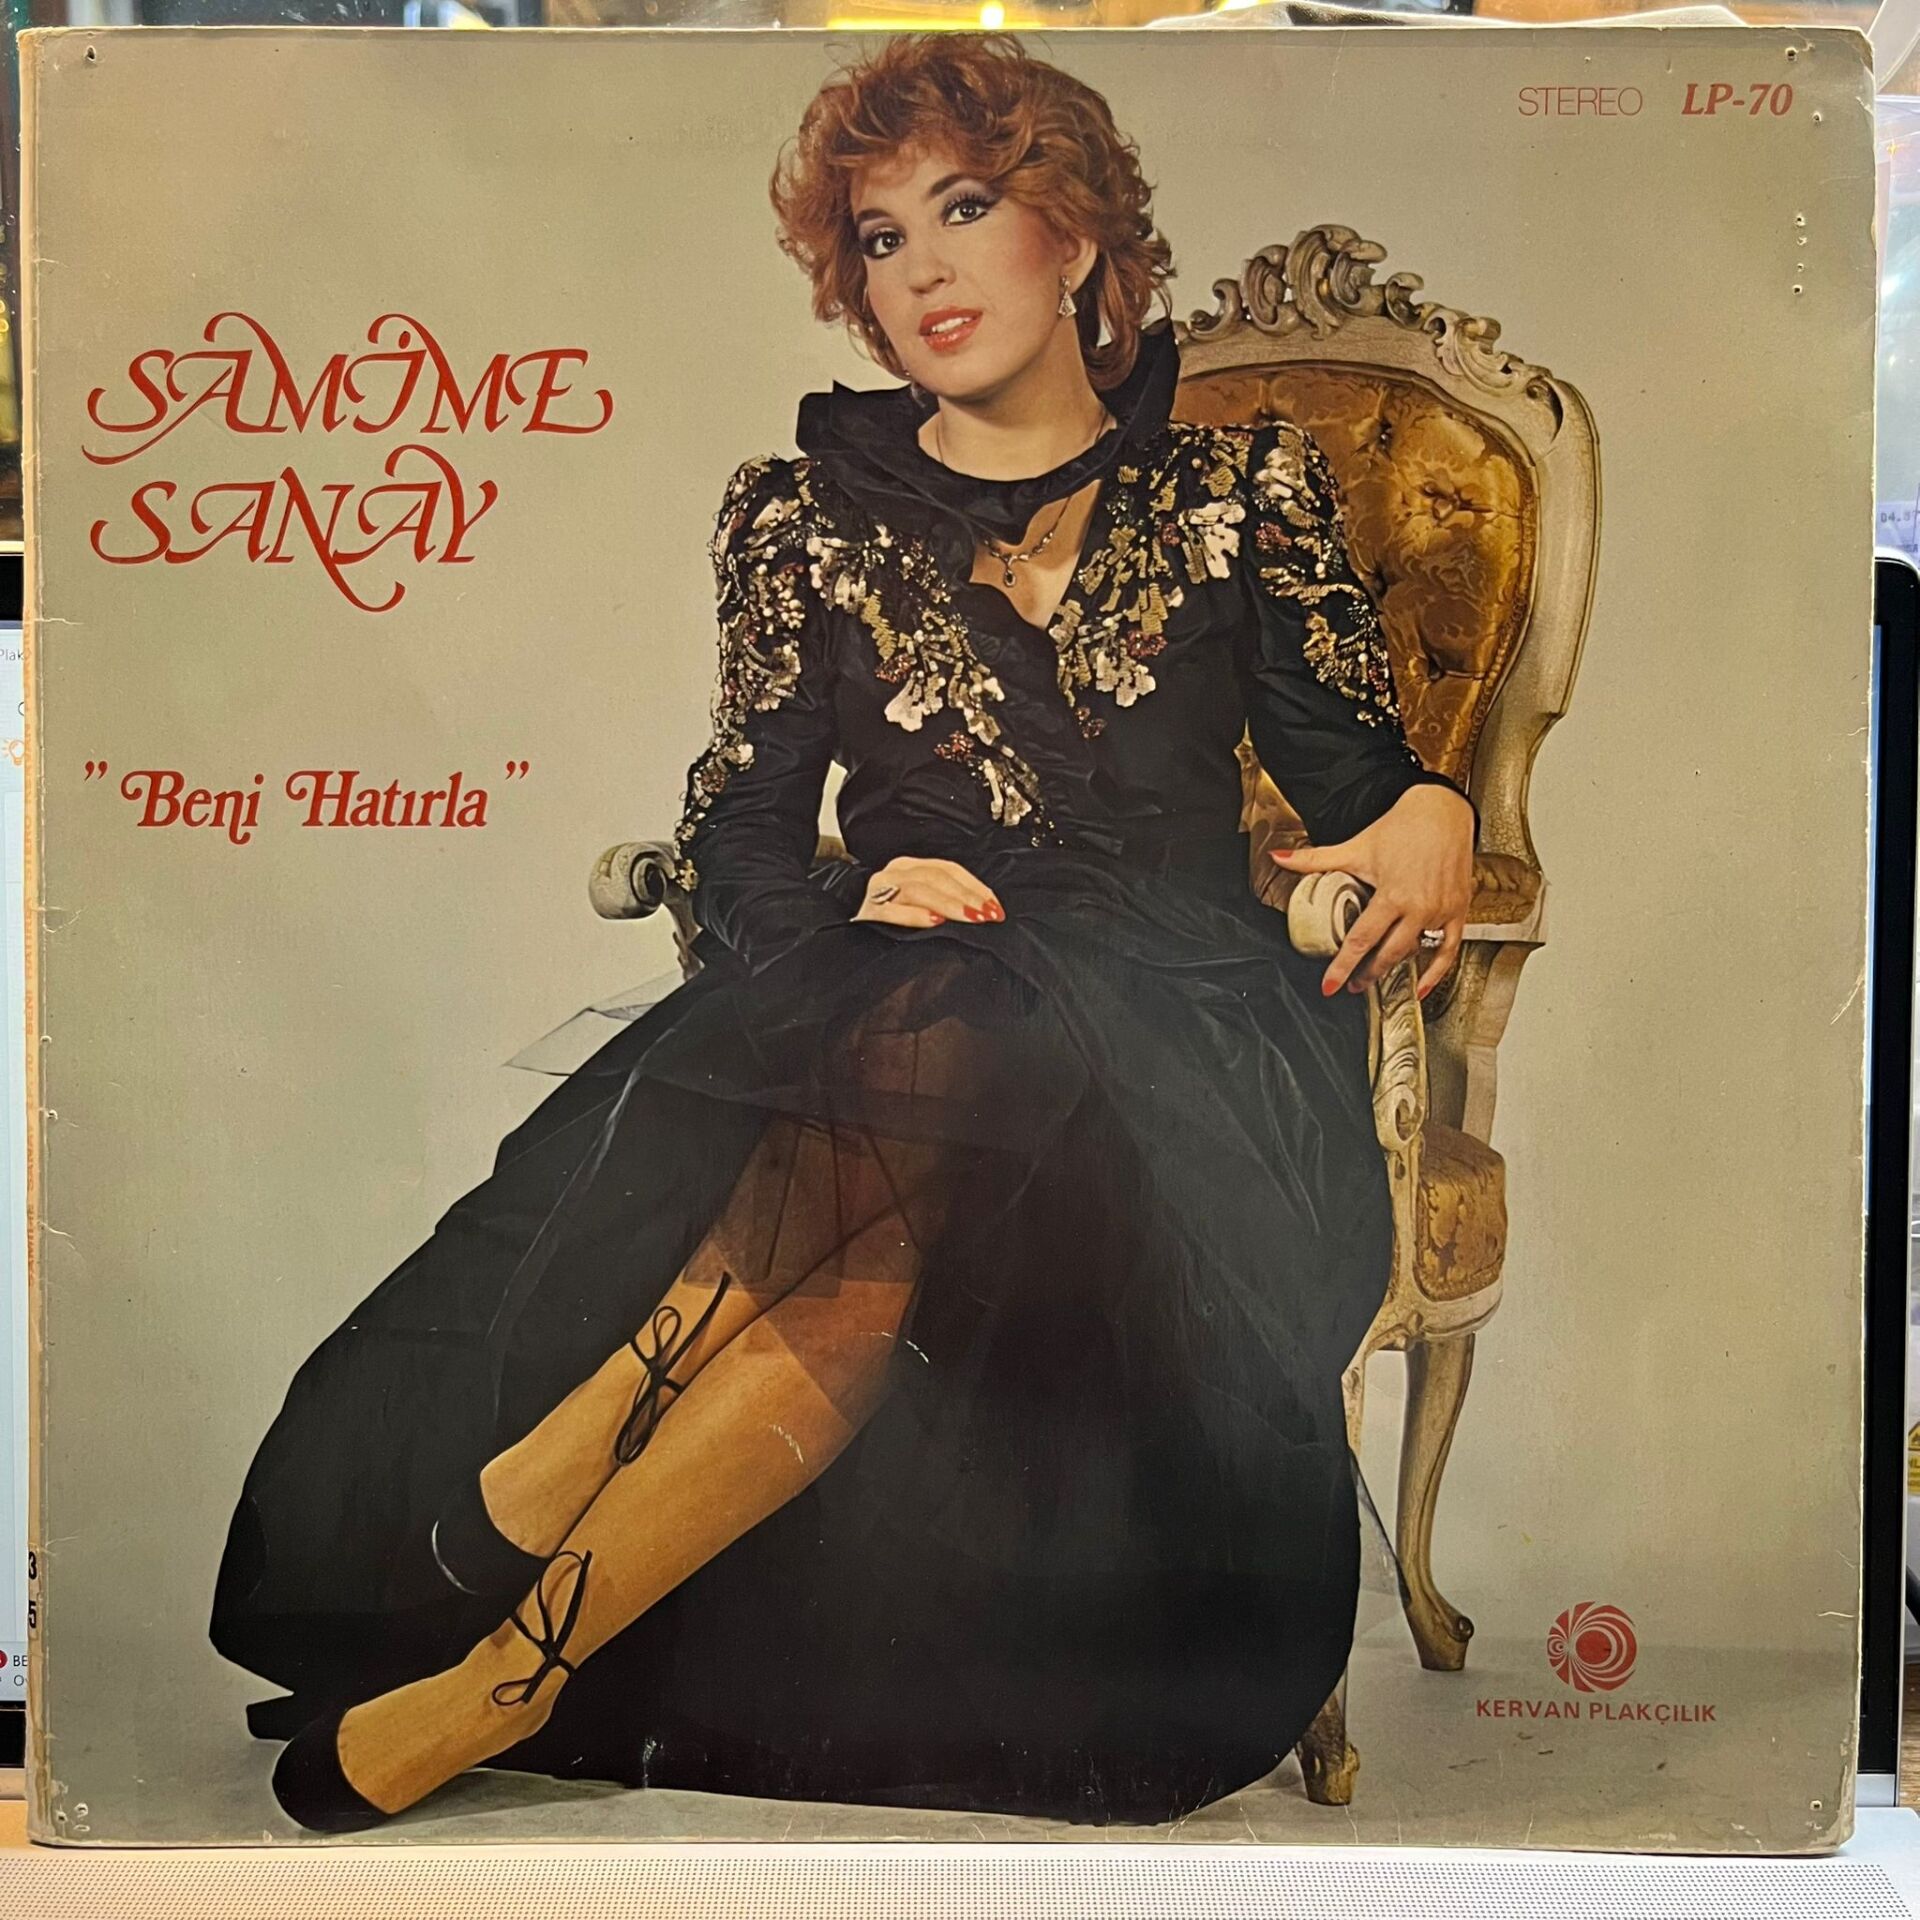 STEREO LP-70
SAMİME
SANAY
"Beni Hatırla"
KERVAN PLAKÇILIK